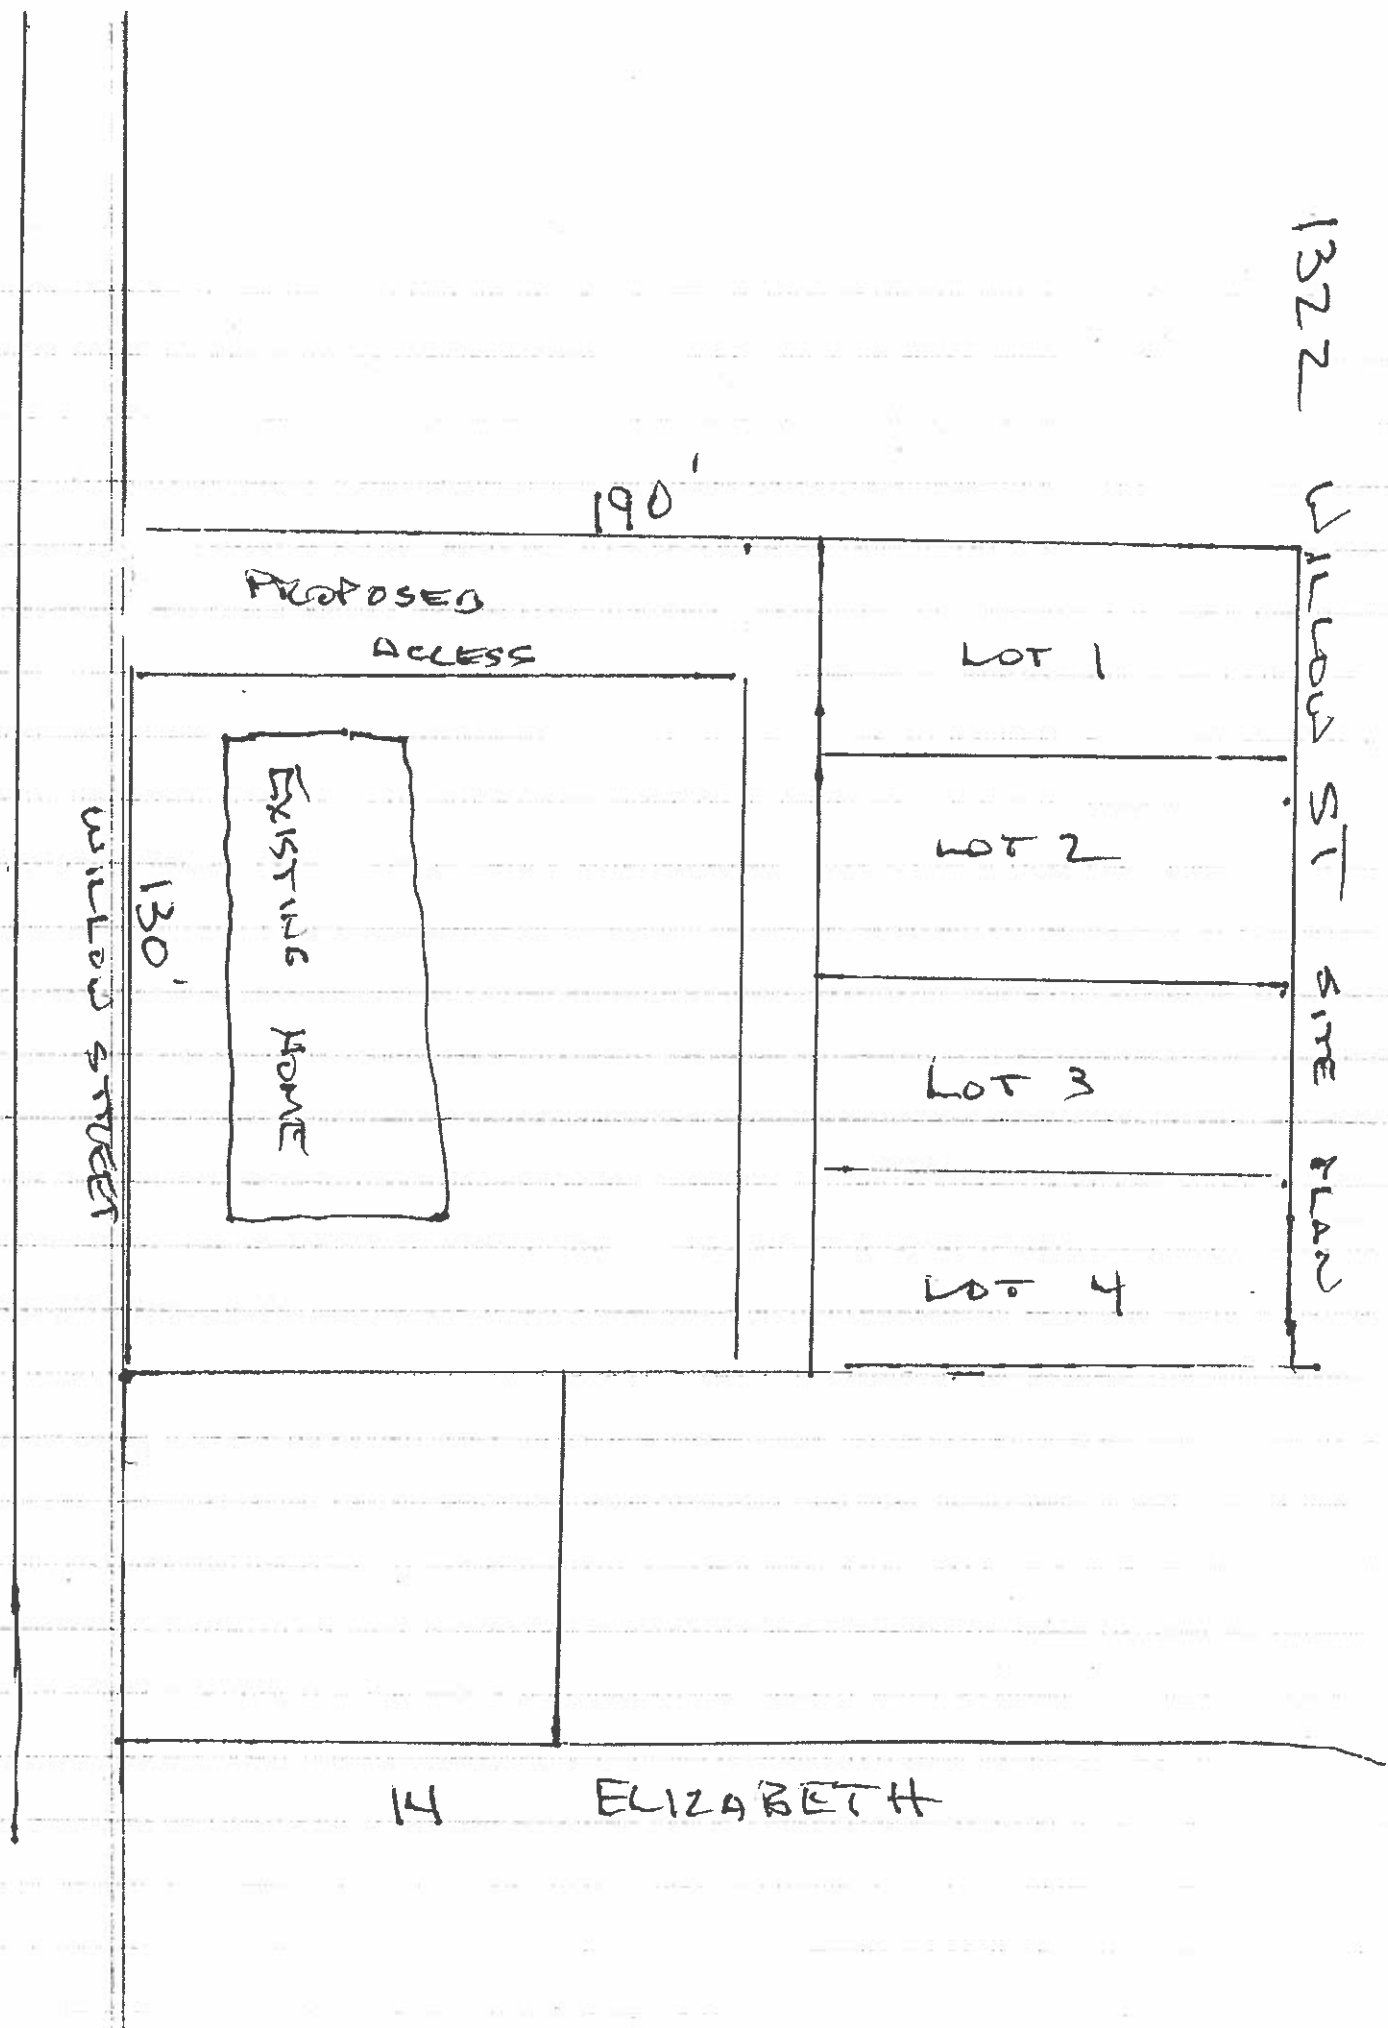 1322 WILLOW ST SITE PLAN
190'
PROPOSED
ACCESS
LOT 1
LOT 2
LOT 3
LOT 4
EXISTING HOME
130'
WILLOW STREET
14 ELIZABETH